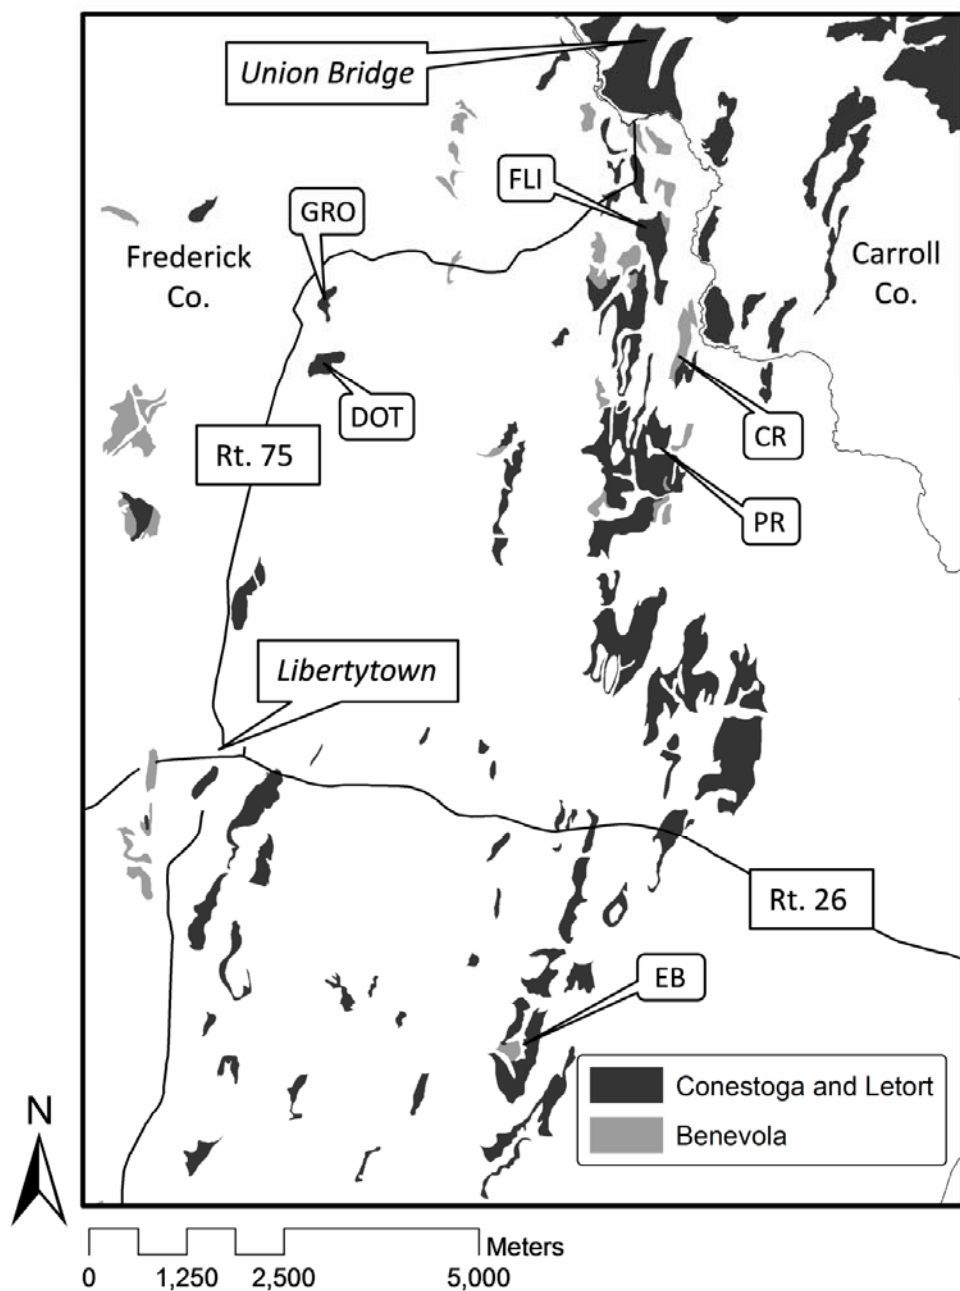 Union Bridge
FLI
GRO
Frederick
Co.
Carroll
Co.
DOT
CR
Rt. 75
PR
Libertytown
Rt. 26
EB
Conestoga and Letort
Benevola
N
Meters
0 1,250 2,500 5,000